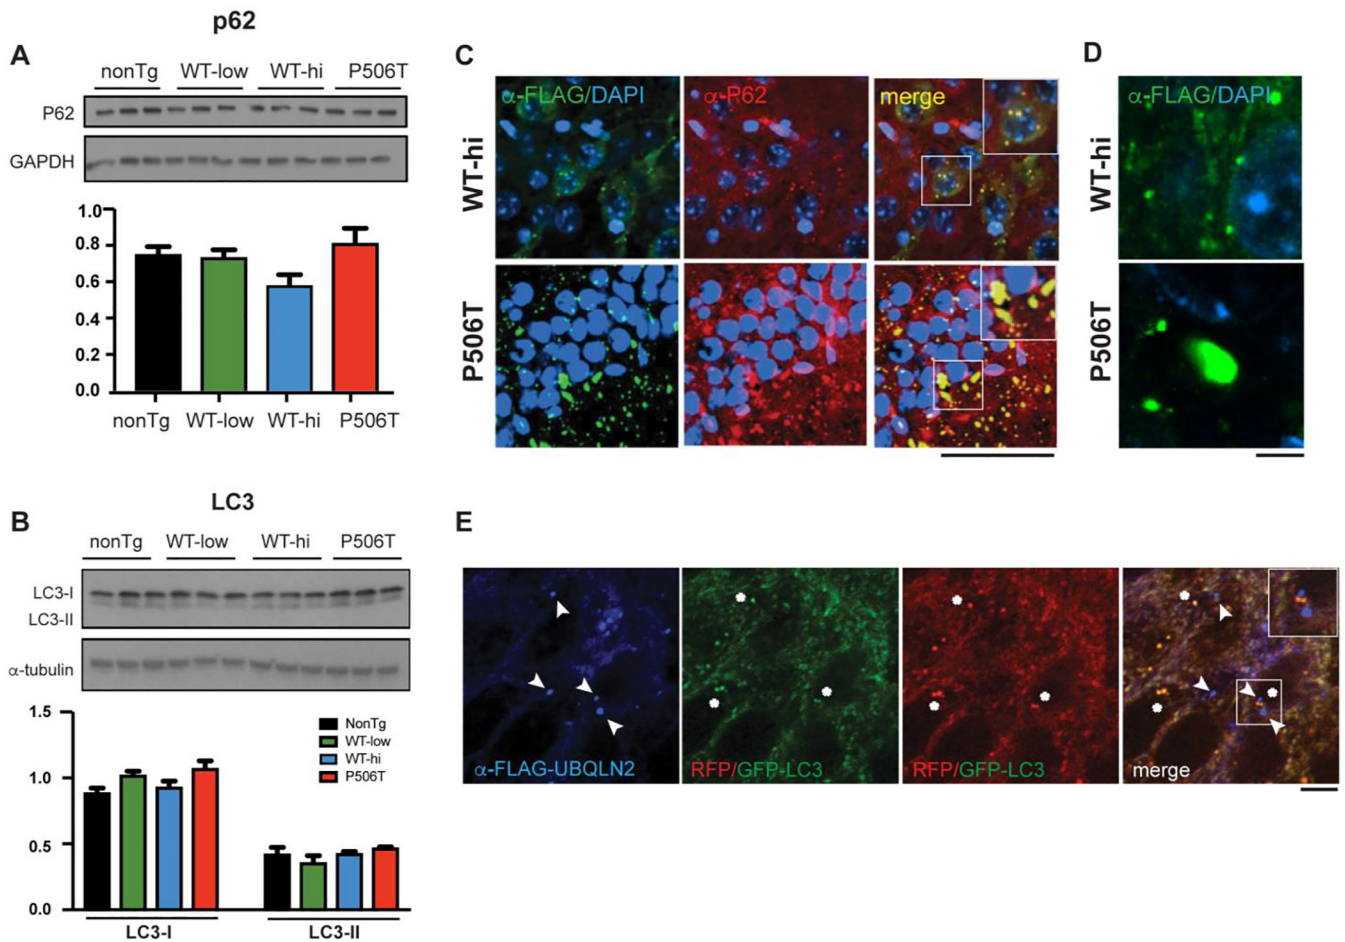 p62
A
nonTg WT-low WT-hi P506T
P62
GAPDH
1.0
0.8
0.6
0.4
0.2
0.0
nonTg WT-low WT-hi P506T
LC3
B
nonTg WT-low WT-hi P506T
LC3-I
LC3-II
α-tubulin
1.5
1.0
0.5
0.0
NonTg
WT-low
WT-hi
P506T
LC3-I LC3-II
C
α-FLAG/DAPI α-P62 merge
WT-hi
P506T
D
α-FLAG/DAPI
WT-hi
P506T
E
α-FLAG-UBQLN2 RFP/GFP-LC3 RFP/GFP-LC3 merge